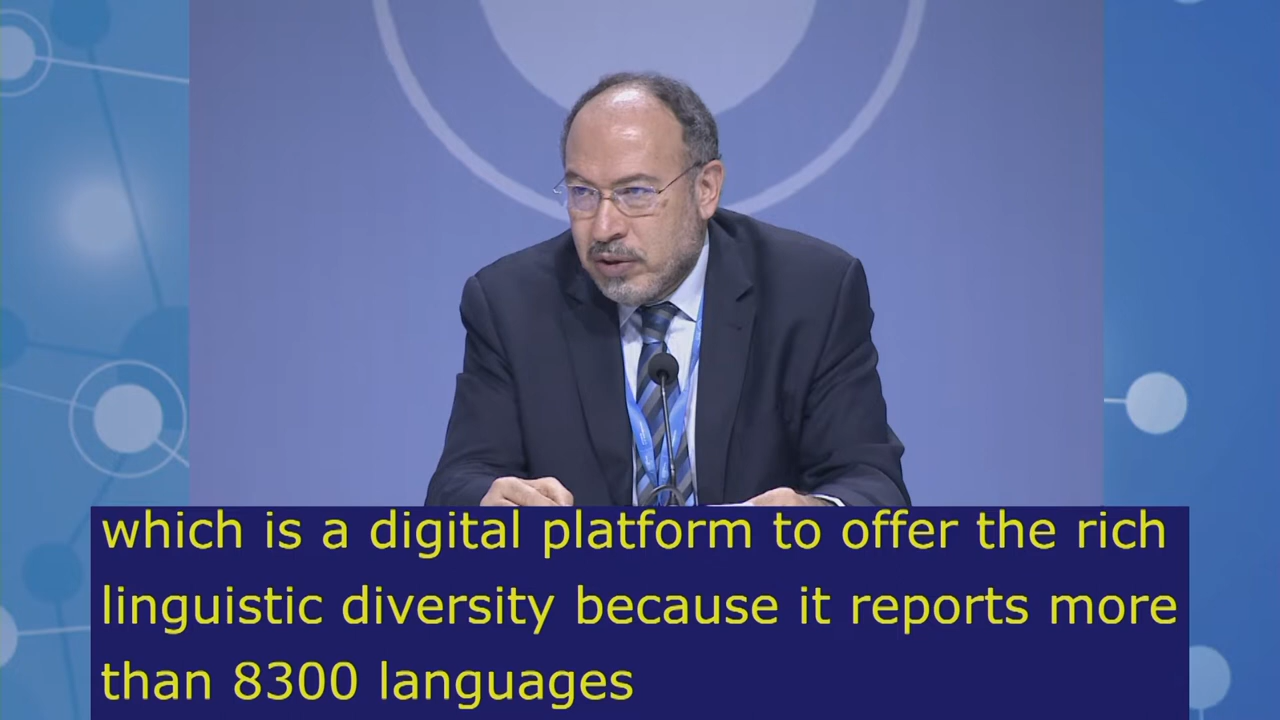 which is a digital platform to offer the rich
linguistic diversity because it reports more
than 8300 languages